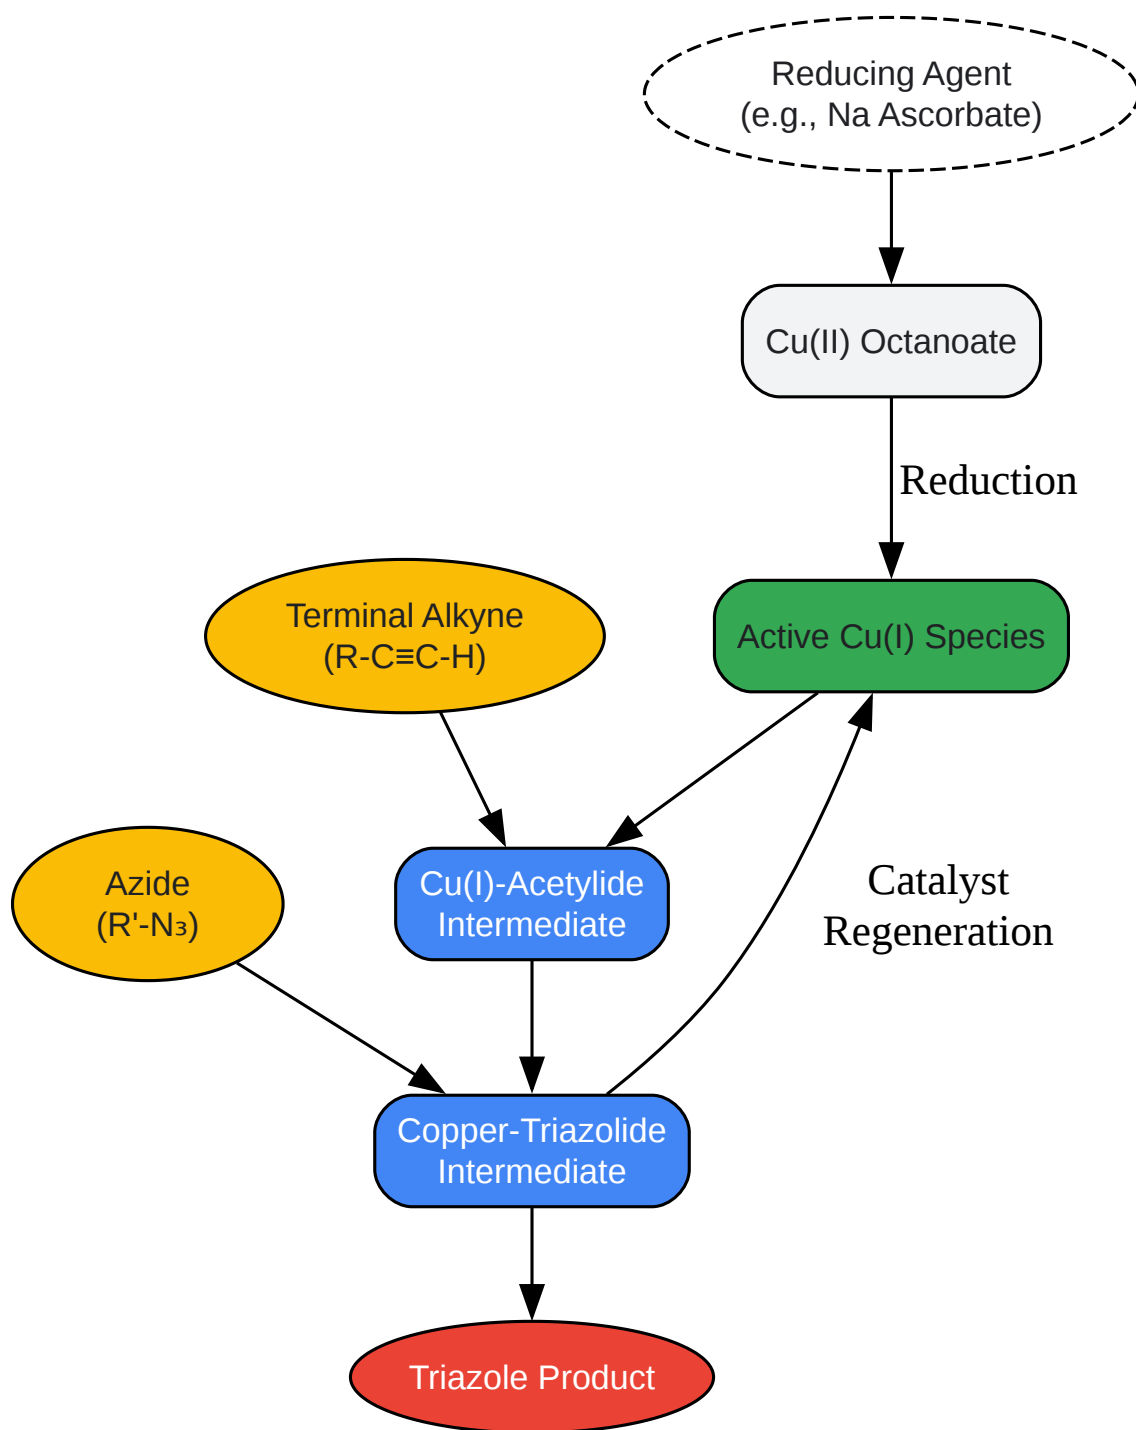 Reducing Agent
(e.g., Na Ascorbate)
Cu(II) Octanoate
Reduction
Terminal Alkyne
(R-C≡C-H)
Active Cu(I) Species
Azide
(R'-N₃)
Cu(I)-Acetylide
Intermediate
Catalyst
Regeneration
Copper-Triazolide
Intermediate
Triazole Product